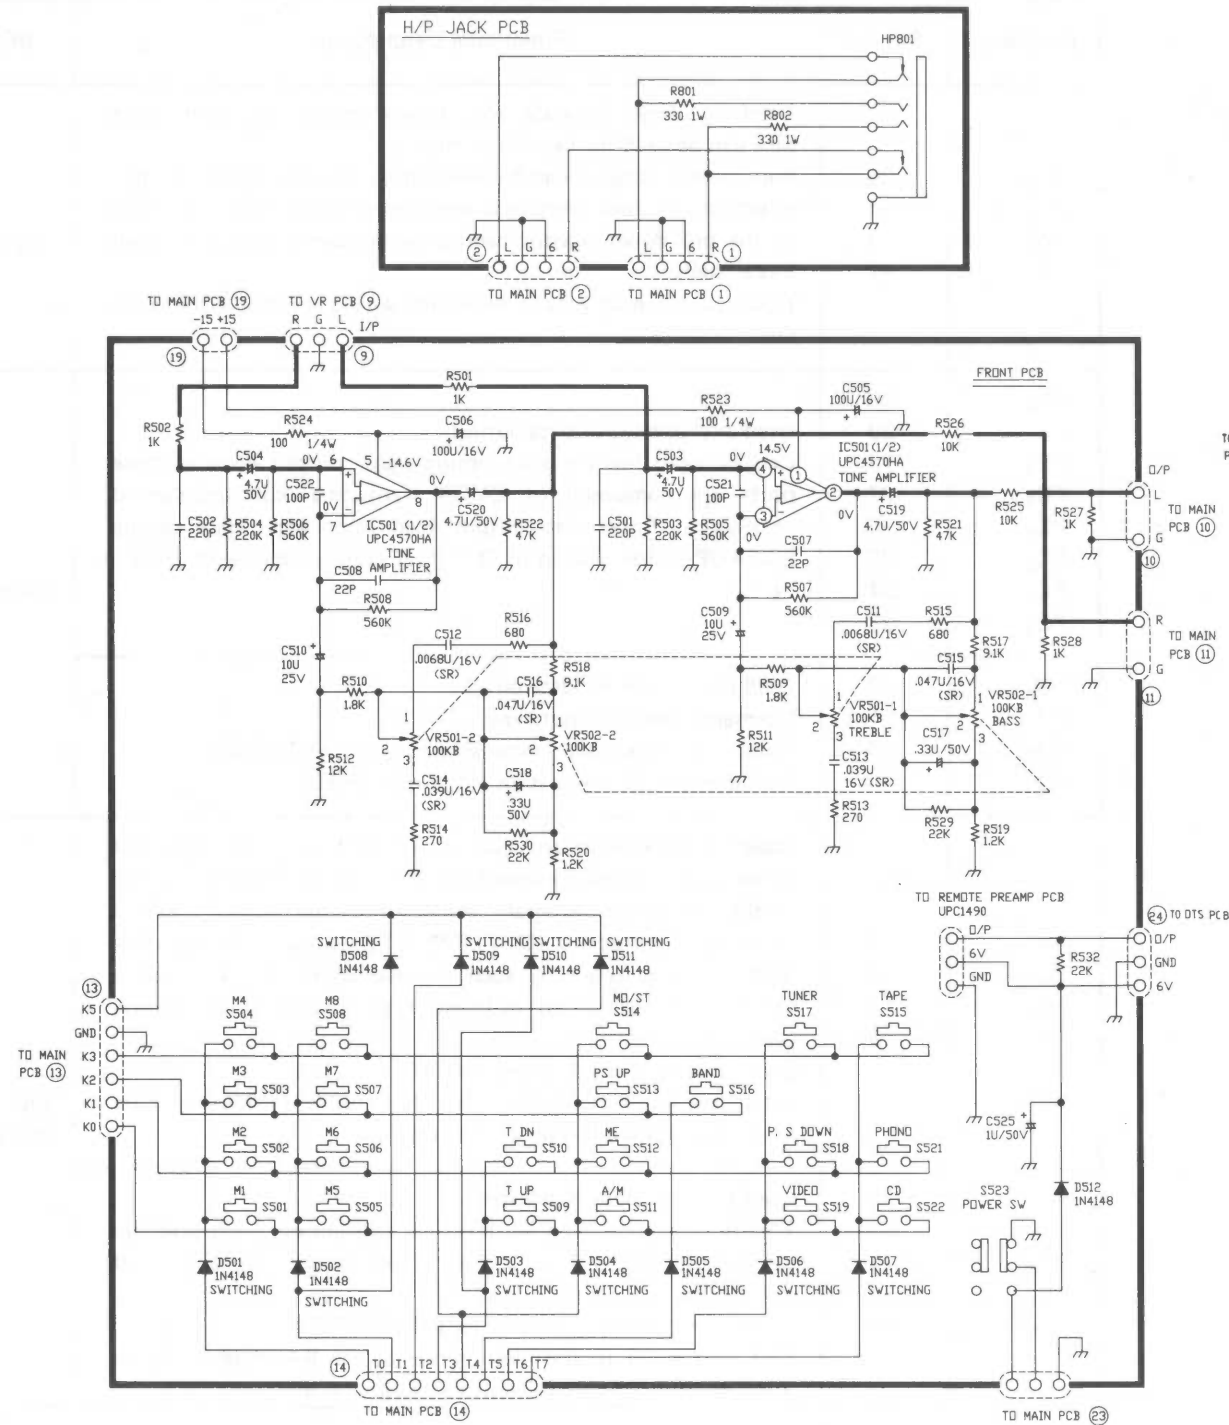 H/P JACK PCB
HP801
R801
330 1W
R802
330 1W
② L G 6 R
L G 6 R ①
TO MAIN PCB ②
TO MAIN PCB ①
TO MAIN PCB ⑲
-15 +15
⑲
TO VR PCB ⑨
R G L
I/P
⑨
FRONT PCB
R501
1K
R502
1K
R524
100 1/4W
C506
100U/16V
R523
100 1/4W
C505
100U/16V
R526
10K
C504
4.7U
50V
0V
6
5
-14.6V
C522
100P
0V
7
8
0V
IC501 (1/2)
UPC4570HA
TONE
AMPLIFIER
C520
4.7U/50V
C502
220P
R504
220K
R506
560K
R522
47K
C508
22P
R508
560K
C503
4.7U
50V
0V
14.5V
④
①
IC501 (1/2)
UPC4570HA
TONE AMPLIFIER
C521
100P
③
②
0V
0V
C519
4.7U/50V
C501
220P
R503
220K
R505
560K
R521
47K
R525
10K
R527
1K
C507
22P
R507
560K
O/P
L
TO MAIN
PCB ⑩
G
⑩
R
TO MAIN
PCB ⑪
G
⑪
R528
1K
C510
10U
25V
R510
1.8K
R512
12K
C512
.0068U/16V
(SR)
R516
680
R518
9.1K
C516
.047U/16V
(SR)
1
2
3
VR501-2
100KB
1
2
3
VR502-2
100KB
C514
.039U/16V
(SR)
R514
270
C518
.33U
50V
R530
22K
R520
1.2K
C509
10U
25V
R509
1.8K
R511
12K
C511
.0068U/16V
(SR)
R515
680
R517
9.1K
C515
.047U/16V
(SR)
1
2
3
VR501-1
100KB
TREBLE
1
2
3
VR502-1
100KB
BASS
C513
.039U
16V (SR)
R513
270
C517
.33U/50V
R529
22K
R519
1.2K
TO REMOTE PREAMP PCB
UPC1490
O/P
6V
GND
R532
22K
㉔ TO DTS PCB
O/P
GND
6V
C525
1U/50V
D512
1N4148
S523
POWER SW
SWITCHING
D508
1N4148
SWITCHING
D509
1N4148
SWITCHING
D510
1N4148
SWITCHING
D511
1N4148
⑬
K5
GND
K3
K2
K1
K0
TO MAIN
PCB ⑬
M4
S504
M8
S508
MO/ST
S514
TUNER
S517
TAPE
S515
M3
S503
M7
S507
PS UP
S513
BAND
S516
M2
S502
M6
S506
T DN
S510
ME
S512
P. S DOWN
S518
PHONO
S521
M1
S501
M5
S505
T UP
S509
A/M
S511
VIDEO
S519
CD
S522
D501
1N4148
SWITCHING
D502
1N4148
SWITCHING
D503
1N4148
SWITCHING
D504
1N4148
SWITCHING
D505
1N4148
SWITCHING
D506
1N4148
SWITCHING
D507
1N4148
SWITCHING
⑭ T0 T1 T2 T3 T4 T5 T6 T7
TO MAIN PCB ⑭
TO MAIN PCB ㉓